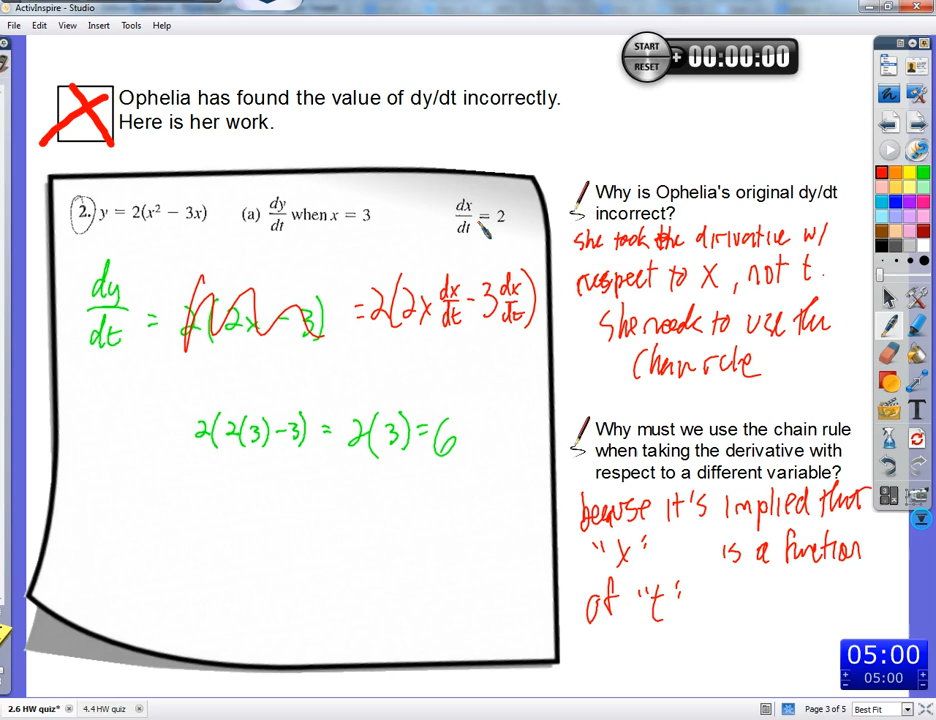 ActivInspire - Studio
File Edit View Insert Tools Help
START
RESET
+ 00:00:00
Ophelia has found the value of dy/dt incorrectly.
Here is her work.
2. y = 2(x² − 3x) (a) dy/dt when x = 3 dx/dt = 2
dy/dt = 2(2x − 3) = 2(2x dx/dt − 3 dx/dt)
2(2(3)−3) = 2(3) = 6
Why is Ophelia's original dy/dt
incorrect?
she took the derivative w/
respect to x, not t.
She needs to use the
Chain rule
Why must we use the chain rule
when taking the derivative with
respect to a different variable?
because it's implied that
"x" is a function
of "t"
05:00
05:00
2.6 HW quiz* 4.4 HW quiz Page 3 of 5 Best Fit